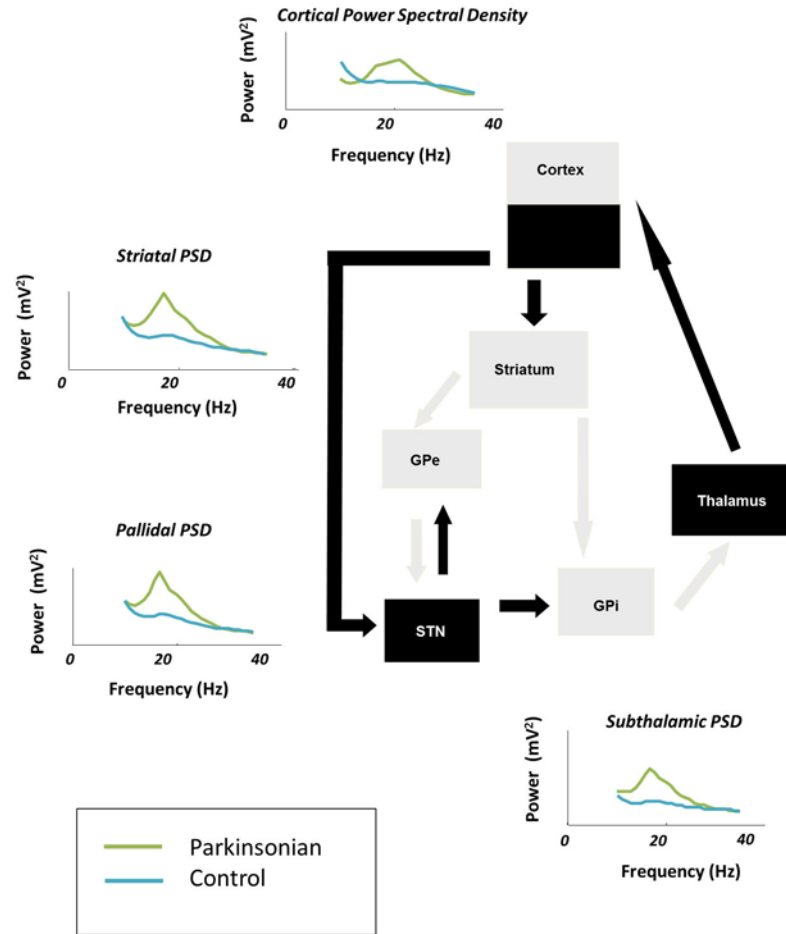 Cortical Power Spectral Density
Power (mV²)
0
20
40
Frequency (Hz)
Cortex
Striatal PSD
Power (mV²)
0
20
40
Frequency (Hz)
Striatum
GPe
Thalamus
Pallidal PSD
Power (mV²)
0
20
40
Frequency (Hz)
STN
GPi
Subthalamic PSD
Power (mV²)
0
20
40
Frequency (Hz)
Parkinsonian
Control